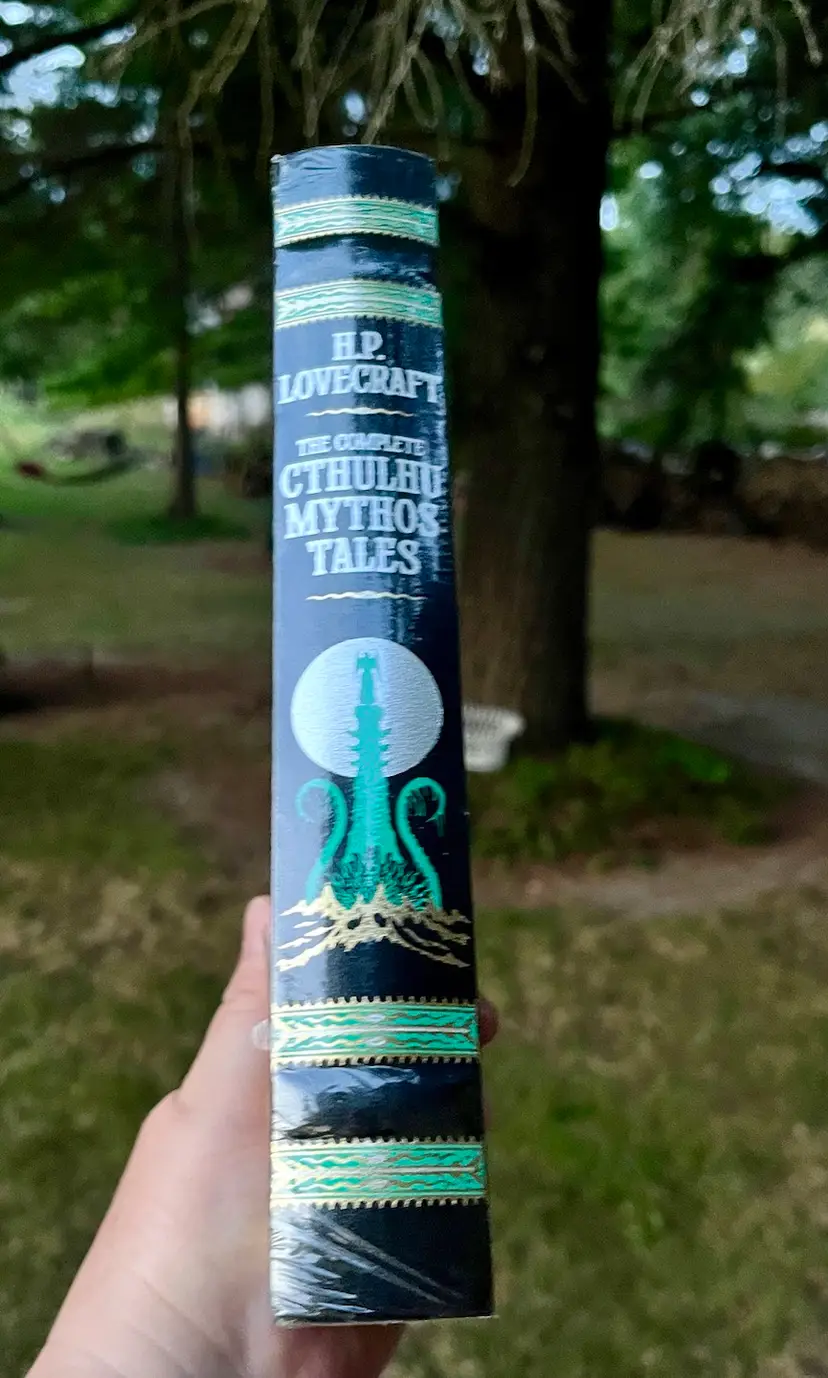 H.P.
LOVECRAFT
THE COMPLETE
CTHULHU
MYTHOS
TALES